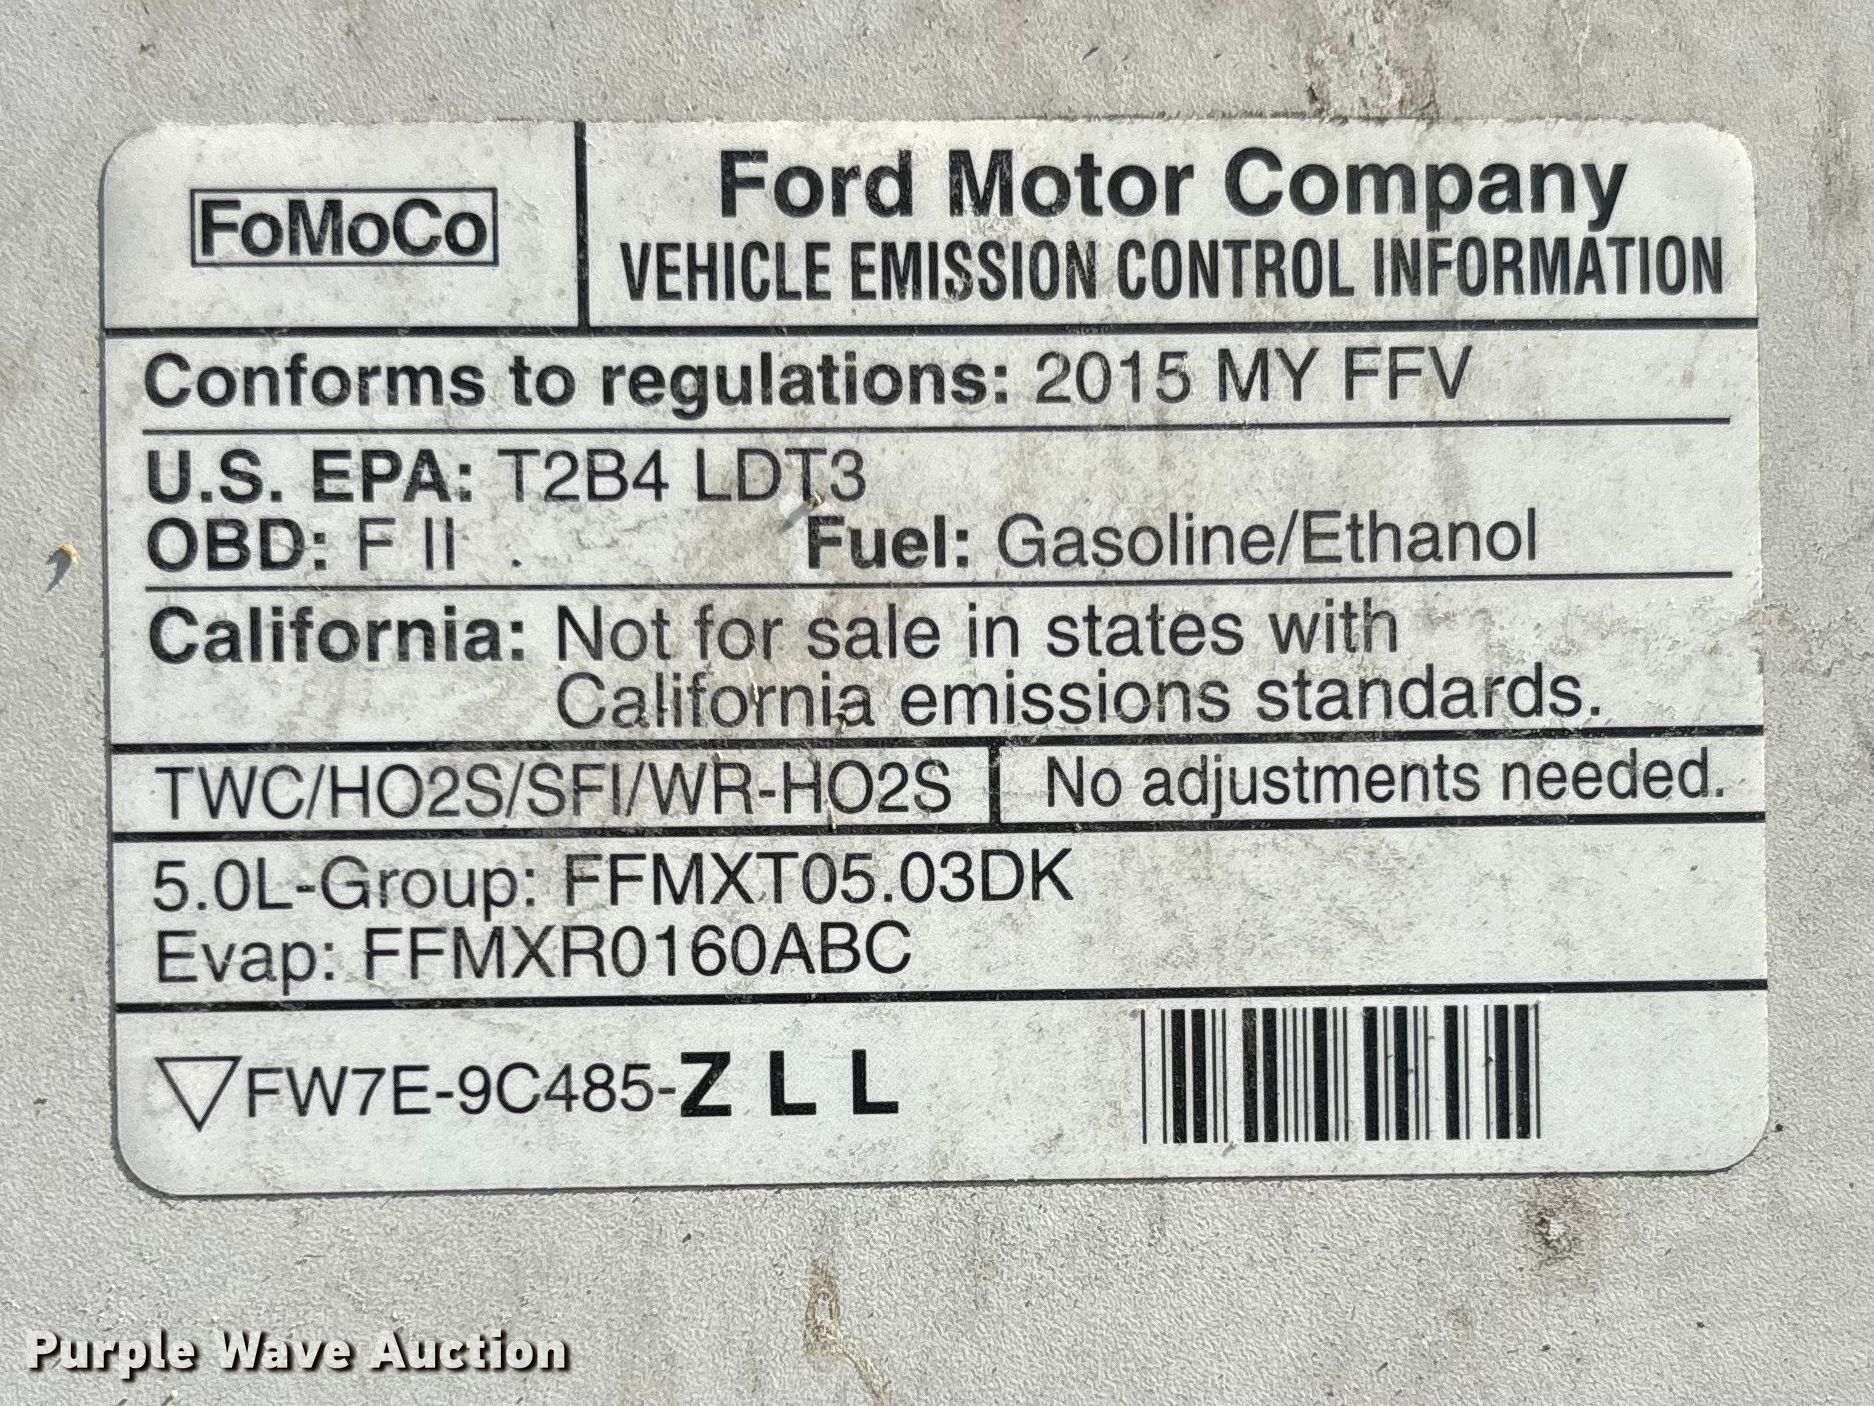 FoMoCo
Ford Motor Company
VEHICLE EMISSION CONTROL INFORMATION
Conforms to regulations: 2015 MY FFV
U.S. EPA: T2B4 LDT3
OBD: F II . Fuel: Gasoline/Ethanol
California: Not for sale in states with
California emissions standards.
TWC/HO2S/SFI/WR-HO2S No adjustments needed.
5.0L-Group: FFMXT05.03DK
Evap: FFMXR0160ABC
FW7E-9C485-Z L L
Purple Wave Auction